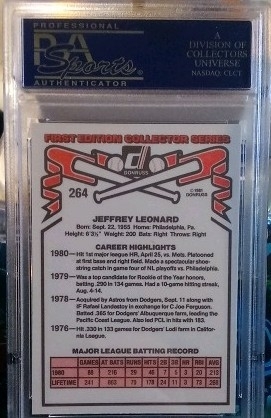 PROFESSIONAL
PSA
Sports
AUTHENTICATOR
A
DIVISION OF
COLLECTORS
UNIVERSE
NASDAQ: CLCT
FIRST EDITION COLLECTOR SERIES
DONRUSS
264
© 1981
DONRUSS
JEFFREY LEONARD
Born: Sept. 22, 1955 Home: Philadelphia, Pa.
Height: 6'3½" Weight: 200 Bats: Right Throws: Right
CAREER HIGHLIGHTS
1980—Hit 1st major league HR, April 25, vs. Mets. Platooned
at first base and right field. Made a spectacular shoe-
string catch in game four of NL playoffs vs. Philadelphia.
1979—Was a top candidate for Rookie of the Year honors,
batting .290 in 134 games. Had a 10-game hitting streak,
Aug. 4-14.
1978—Acquired by Astros from Dodgers, Sept. 11 along with
IF Rafael Landestoy in exchange for C Joe Ferguson.
Batted .365 for Dodgers' Albuquerque farm, leading the
Pacific Coast League. Also led PCL in hits with 183.
1976—Hit .330 in 133 games for Dodgers' Lodi farm in Califor-
nia League.
MAJOR LEAGUE BATTING RECORD
GAMES AT BATS RUNS HITS 2B 3B HR RBI AVG
1980 88 216 29 46 7 5 3 20 213
LIFETIME 241 803 178 24 11 3 73